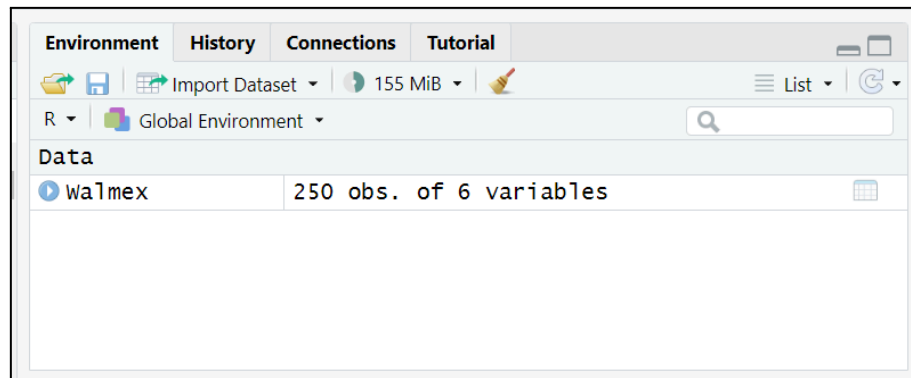 Environment History Connections Tutorial
Import Dataset 155 MiB List
R Global Environment
Data
Walmex 250 obs. of 6 variables